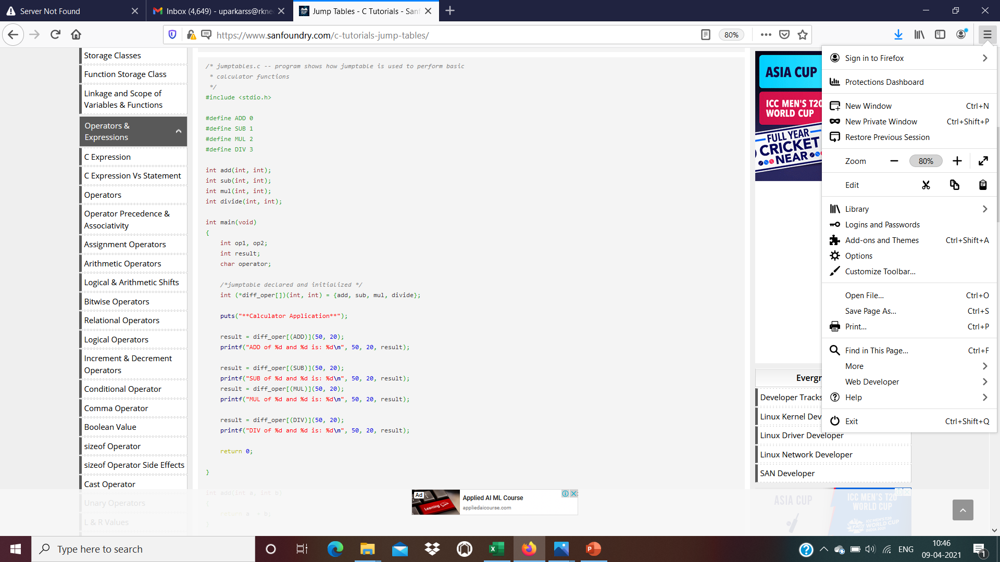 Server Not Found
Inbox (4,649) - uparkarss@rkne
Jump Tables - C Tutorials - Sanf
https://www.sanfoundry.com/c-tutorials-jump-tables/
80%
Storage Classes
Function Storage Class
Linkage and Scope of
Variables & Functions
Operators &
Expressions
C Expression
C Expression Vs Statement
Operators
Operator Precedence &
Associativity
Assignment Operators
Arithmetic Operators
Logical & Arithmetic Shifts
Bitwise Operators
Relational Operators
Logical Operators
Increment & Decrement
Operators
Conditional Operator
Comma Operator
Boolean Value
sizeof Operator
sizeof Operator Side Effects
Cast Operator
Unary Operators
L & R Values
/* jumptables.c -- program shows how jumptable is used to perform basic
 * calculator functions
 */
#include <stdio.h>
#define ADD 0
#define SUB 1
#define MUL 2
#define DIV 3
int add(int, int);
int sub(int, int);
int mul(int, int);
int divide(int, int);
int main(void)
{
    int op1, op2;
    int result;
    char operator;
    /*jumptable declared and initialized */
    int (*diff_oper[])(int, int) = {add, sub, mul, divide};
    puts("**Calculator Application**");
    result = diff_oper[(ADD)](50, 20);
    printf("ADD of %d and %d is: %d\n", 50, 20, result);
    result = diff_oper[(SUB)](50, 20);
    printf("SUB of %d and %d is: %d\n", 50, 20, result);
    result = diff_oper[(MUL)](50, 20);
    printf("MUL of %d and %d is: %d\n", 50, 20, result);
    result = diff_oper[(DIV)](50, 20);
    printf("DIV of %d and %d is: %d\n", 50, 20, result);
    return 0;
}
int add(int a, int b)
{
    return a + b;
}
Ad
Learning
Applied AI ML Course
appliedaicourse.com
ASIA CUP
ICC MEN'S T20
WORLD CUP
FULL YEAR
CRICKET
NEAR
Evergr
Developer Tracks
Linux Kernel Dev
Linux Driver Developer
Linux Network Developer
SAN Developer
ASIA CUP
ICC MEN'S T20
WORLD CUP
ICC MEN'S T20
WORLD CUP
INDIA 2021
Sign in to Firefox
Protections Dashboard
New Window Ctrl+N
New Private Window Ctrl+Shift+P
Restore Previous Session
Zoom 80%
Edit
Library
Logins and Passwords
Add-ons and Themes Ctrl+Shift+A
Options
Customize Toolbar...
Open File... Ctrl+O
Save Page As... Ctrl+S
Print... Ctrl+P
Find in This Page... Ctrl+F
More
Web Developer
Help
Exit Ctrl+Shift+Q
Type here to search
ENG
10:46
09-04-2021
1